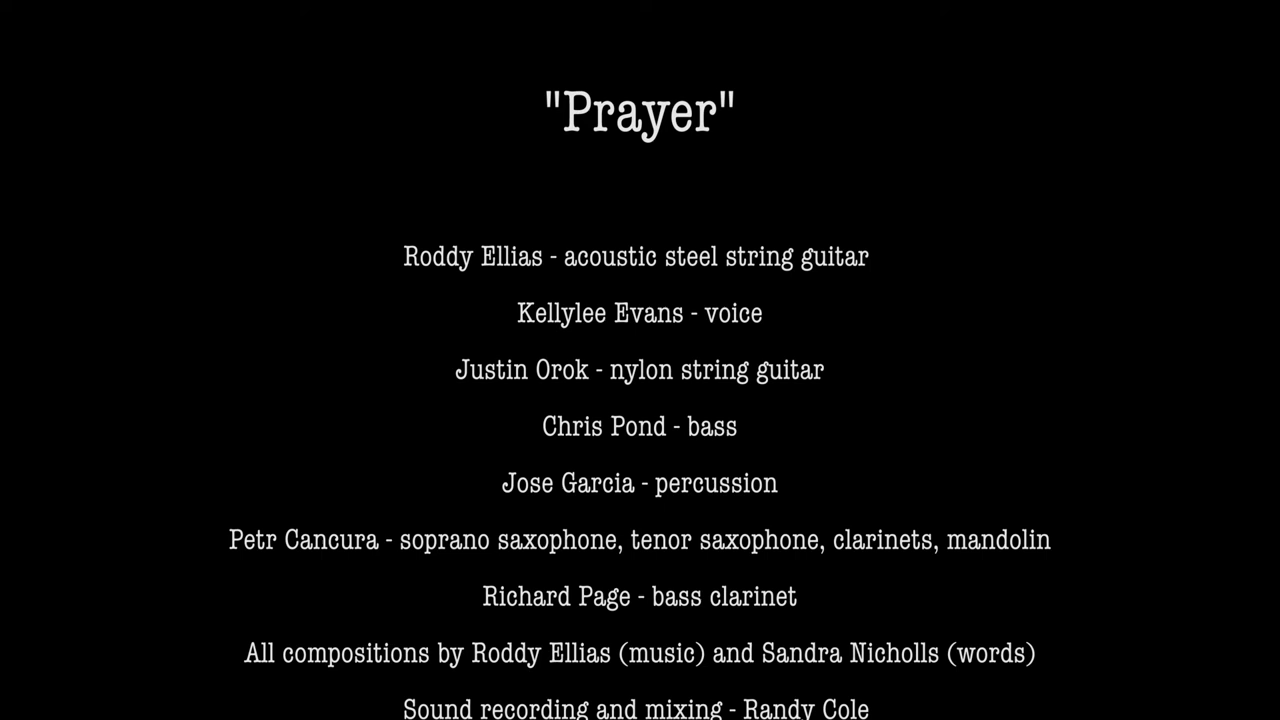 "Prayer"
Roddy Ellias - acoustic steel string guitar
Kellylee Evans - voice
Justin Orok - nylon string guitar
Chris Pond - bass
Jose Garcia - percussion
Petr Cancura - soprano saxophone, tenor saxophone, clarinets, mandolin
Richard Page - bass clarinet
All compositions by Roddy Ellias (music) and Sandra Nicholls (words)
Sound recording and mixing - Randy Cole